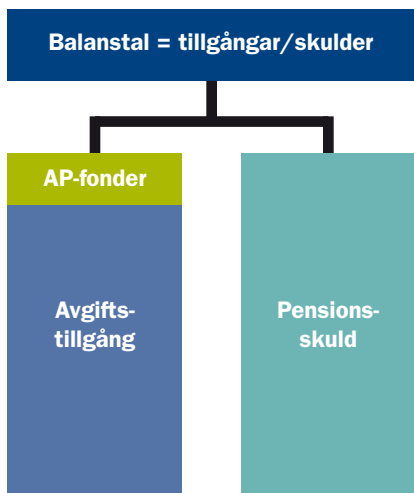 Balanstal = tillgångar/skulder
AP-fonder
Avgifts-
tillgång
Pensions-
skuld